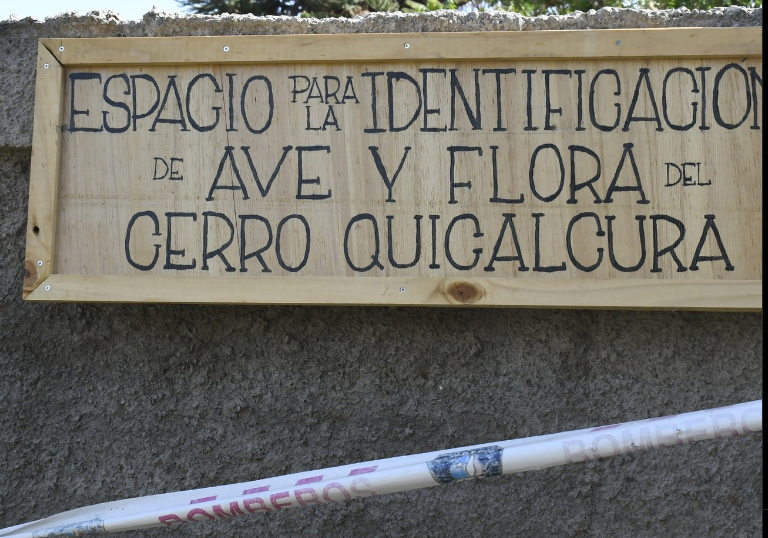 ESPACIO PARA LA IDENTIFICACION
DE AVE Y FLORA DEL
CERRO QUICALCURA
BOMBEROS BOMBEROS